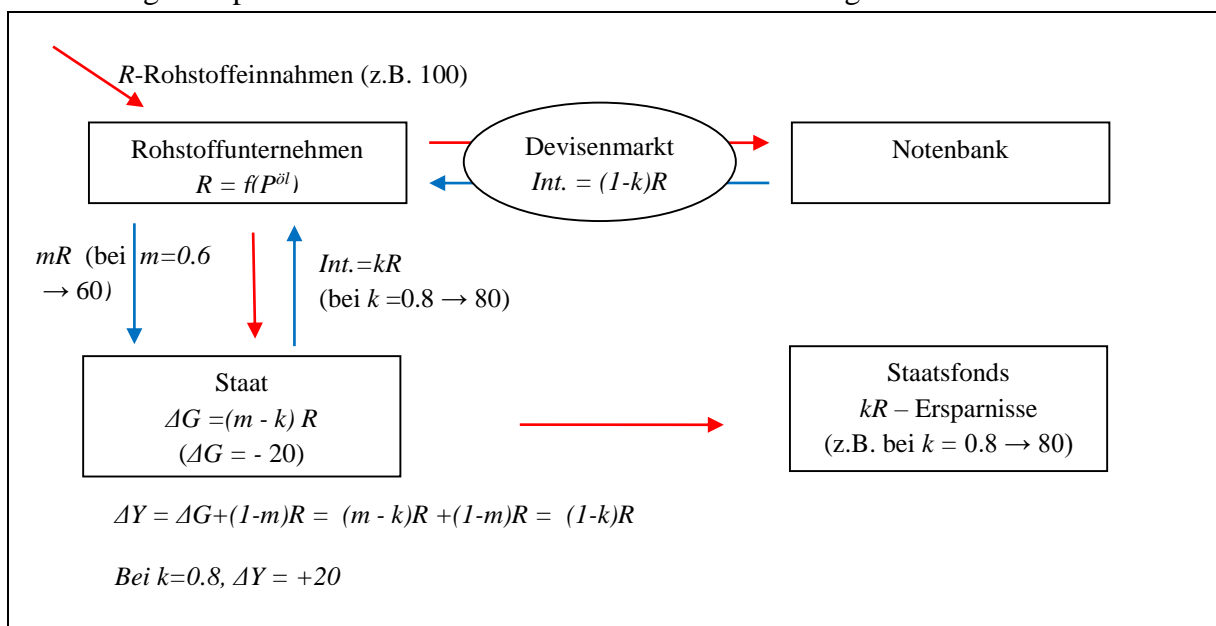 R-Rohstoffeinnahmen (z.B. 100)
Rohstoffunternehmen
R = f(P^öl)
Devisenmarkt
Int. = (1-k)R
Notenbank
mR (bei m=0.6
→ 60)
Int.=kR
(bei k =0.8 → 80)
Staat
ΔG =(m - k) R
(ΔG = - 20)
Staatsfonds
kR – Ersparnisse
(z.B. bei k = 0.8 → 80)
ΔY = ΔG+(1-m)R = (m - k)R +(1-m)R = (1-k)R
Bei k=0.8, ΔY = +20